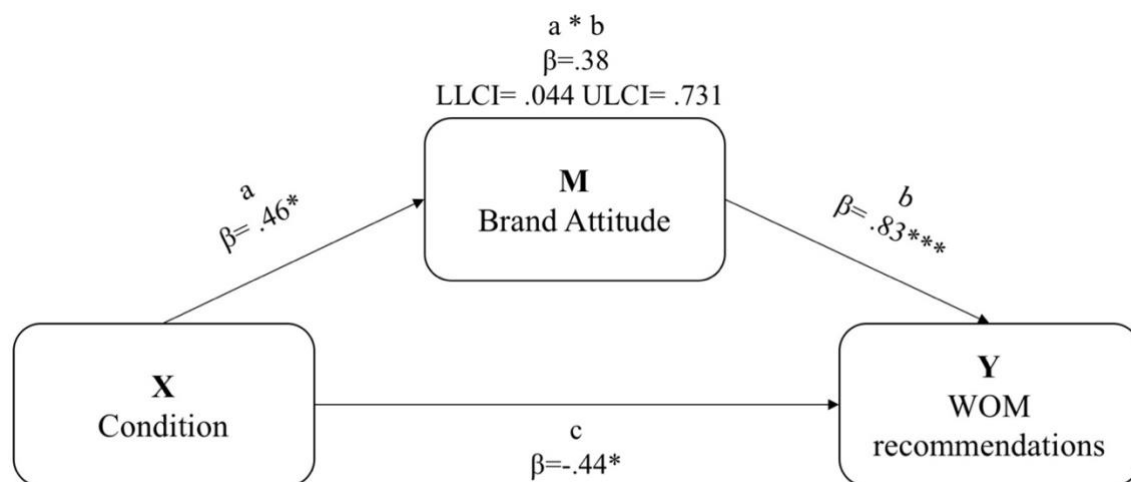 a * b
β=.38
LLCI= .044 ULCI= .731
M
Brand Attitude
a
β= .46*
b
β= .83***
X
Condition
c
β=-.44*
Y
WOM
recommendations